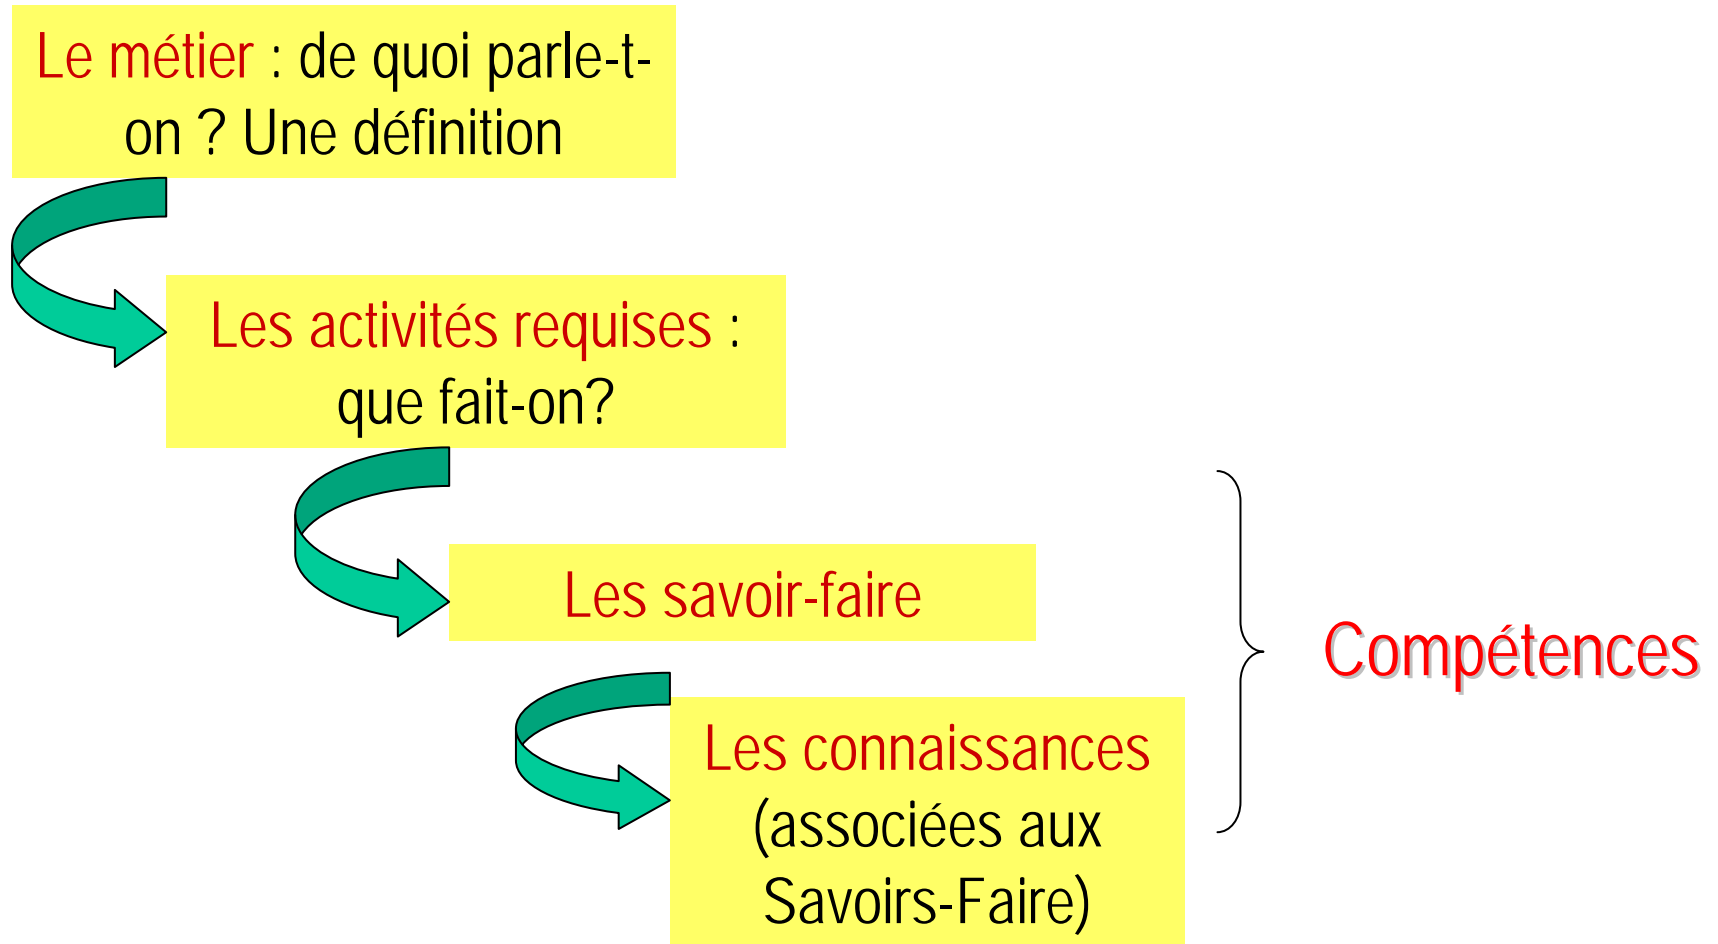 Le métier : de quoi parle-t-
on ? Une définition
Les activités requises :
que fait-on?
Les savoir-faire
Compétences
Les connaissances
(associées aux
Savoirs-Faire)